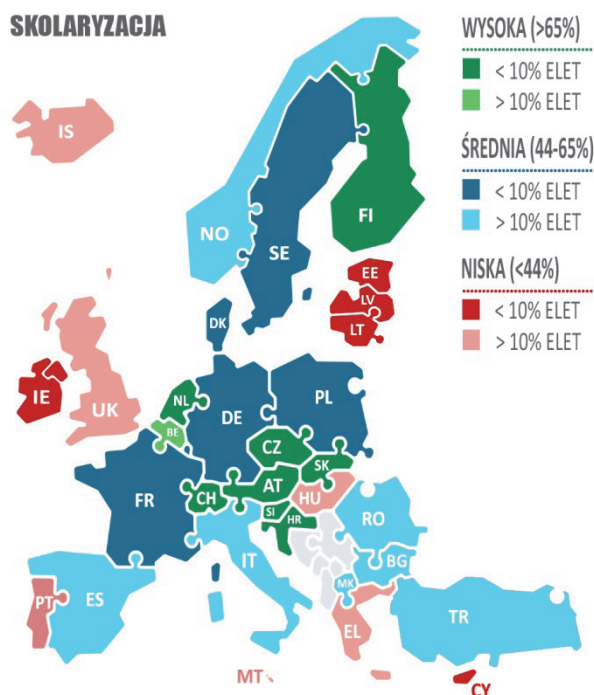 SKOLARYZACJA
WYSOKA (>65%)
< 10% ELET
> 10% ELET
ŚREDNIA (44-65%)
< 10% ELET
> 10% ELET
NISKA (<44%)
< 10% ELET
> 10% ELET
IS
NO
SE
FI
EE
LV
LT
DK
IE
UK
NL
BE
DE
PL
CZ
SK
FR
CH
AT
HU
SI
HR
RO
IT
BG
MK
PT
ES
TR
EL
MT
CY